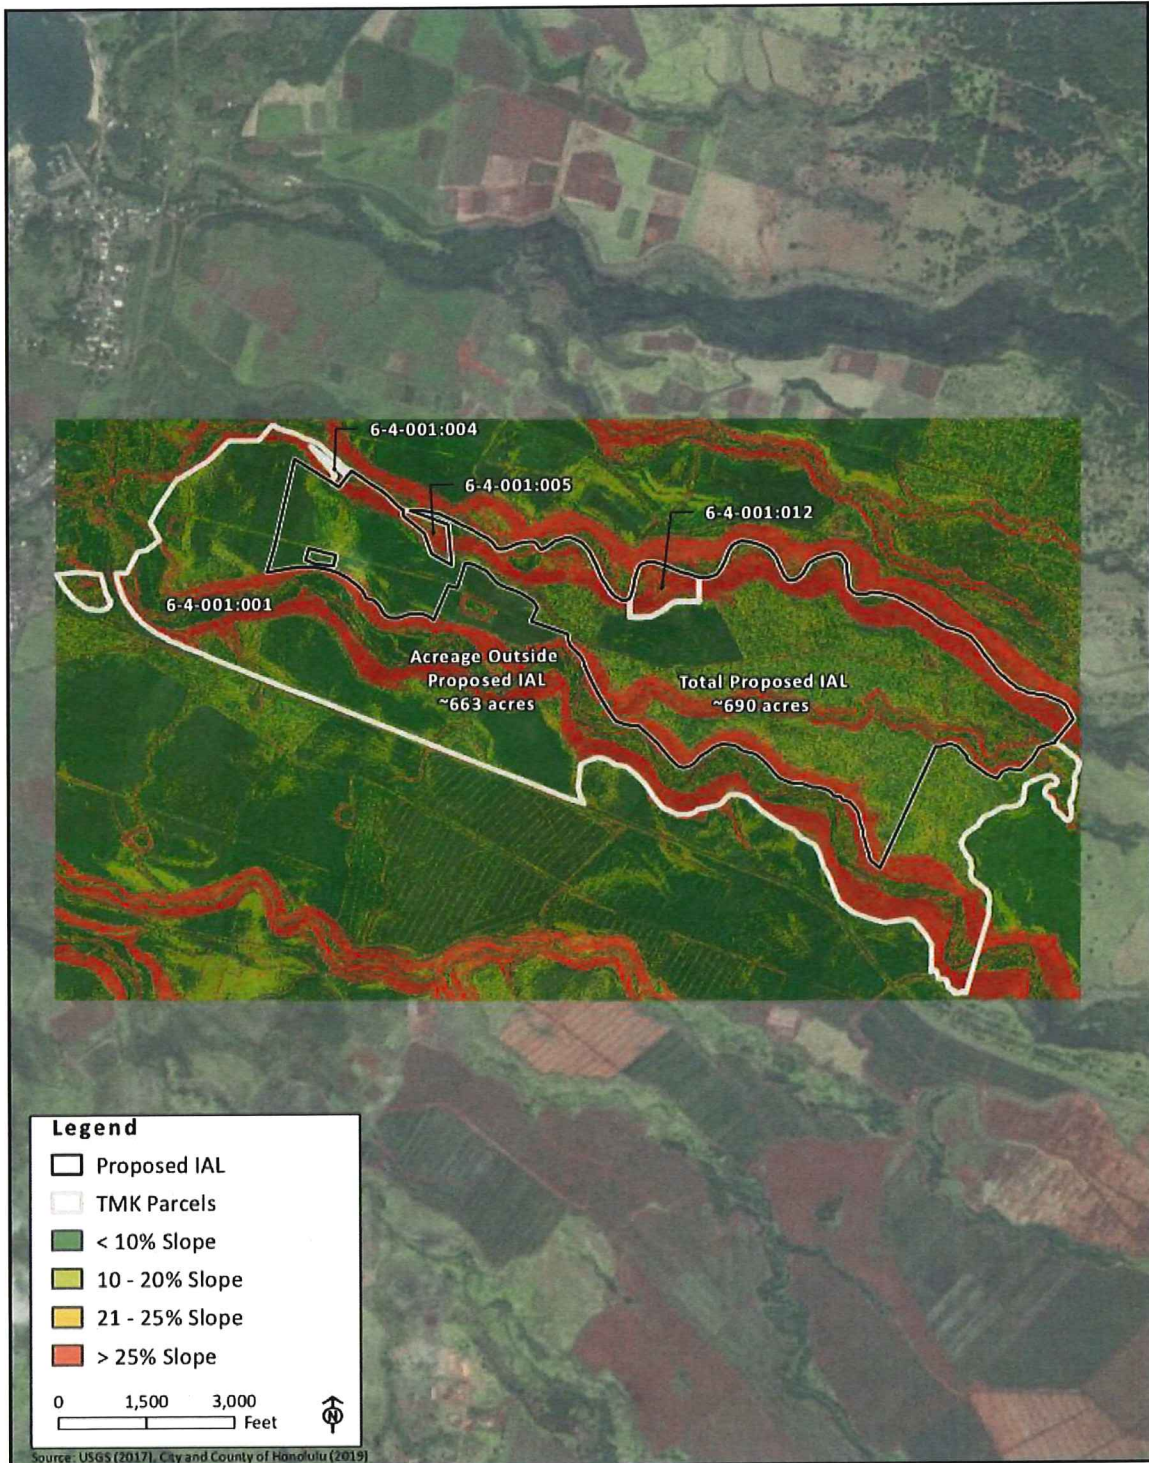 6-4-001:004
6-4-001:005
6-4-001:012
6-4-001:001
Acreage Outside
Proposed IAL
~663 acres
Total Proposed IAL
~690 acres
Legend
Proposed IAL
TMK Parcels
< 10% Slope
10 - 20% Slope
21 - 25% Slope
> 25% Slope
0 1,500 3,000
Feet
N
Source: USGS (2017), City and County of Honolulu (2019)